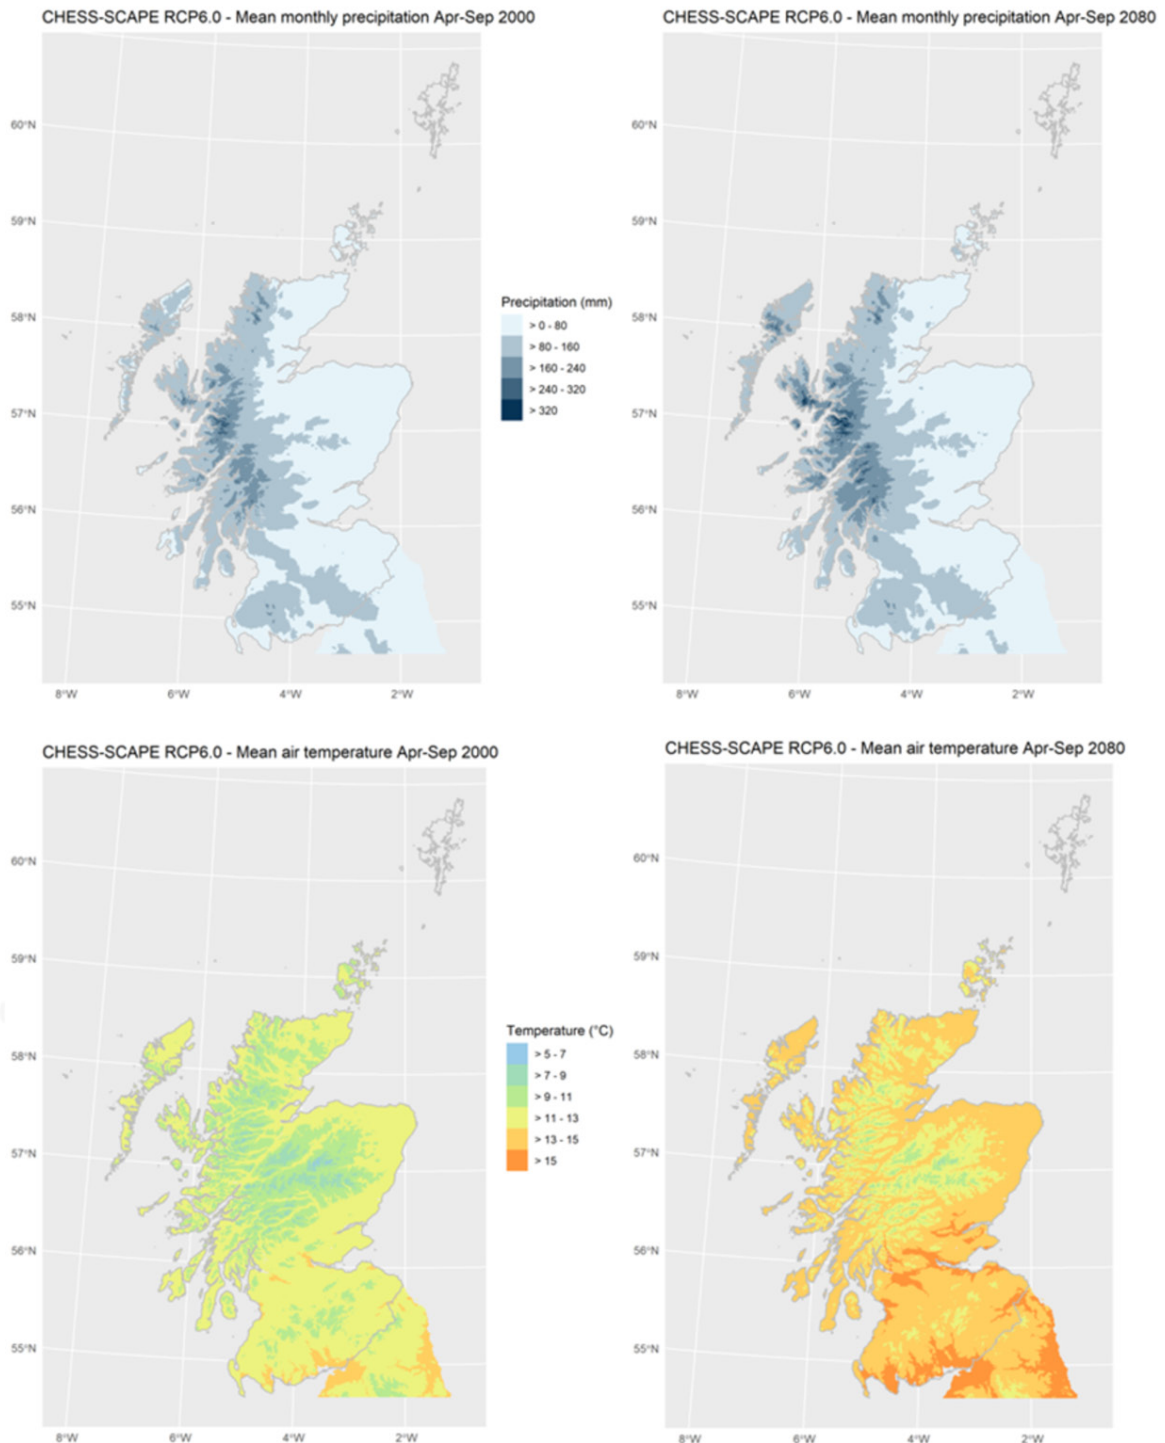 CHESS-SCAPE RCP6.0 - Mean monthly precipitation Apr-Sep 2000
CHESS-SCAPE RCP6.0 - Mean monthly precipitation Apr-Sep 2080
60°N
59°N
58°N
57°N
56°N
55°N
8°W
6°W
4°W
2°W
Precipitation (mm)
> 0 - 80
> 80 - 160
> 160 - 240
> 240 - 320
> 320
60°N
59°N
58°N
57°N
56°N
55°N
8°W
6°W
4°W
2°W
CHESS-SCAPE RCP6.0 - Mean air temperature Apr-Sep 2000
CHESS-SCAPE RCP6.0 - Mean air temperature Apr-Sep 2080
60°N
59°N
58°N
57°N
56°N
55°N
8°W
6°W
4°W
2°W
Temperature (°C)
> 5 - 7
> 7 - 9
> 9 - 11
> 11 - 13
> 13 - 15
> 15
60°N
59°N
58°N
57°N
56°N
55°N
8°W
6°W
4°W
2°W